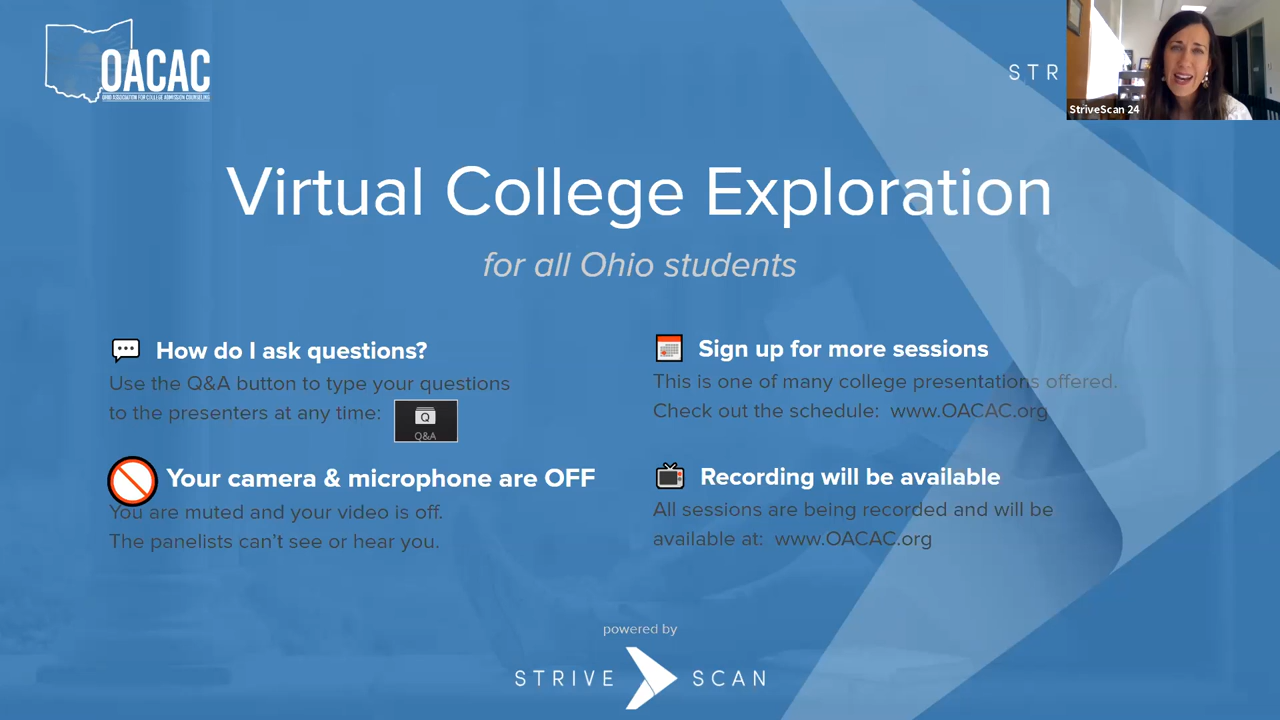 OACAC
OHIO ASSOCIATION FOR COLLEGE ADMISSION COUNSELING
STR
StriveScan 24
Virtual College Exploration
for all Ohio students
How do I ask questions?
Use the Q&A button to type your questions
to the presenters at any time:
Q
Q&A
Your camera & microphone are OFF
You are muted and your video is off.
The panelists can't see or hear you.
Sign up for more sessions
This is one of many college presentations offered.
Check out the schedule: www.OACAC.org
Recording will be available
All sessions are being recorded and will be
available at: www.OACAC.org
powered by
STRIVE SCAN